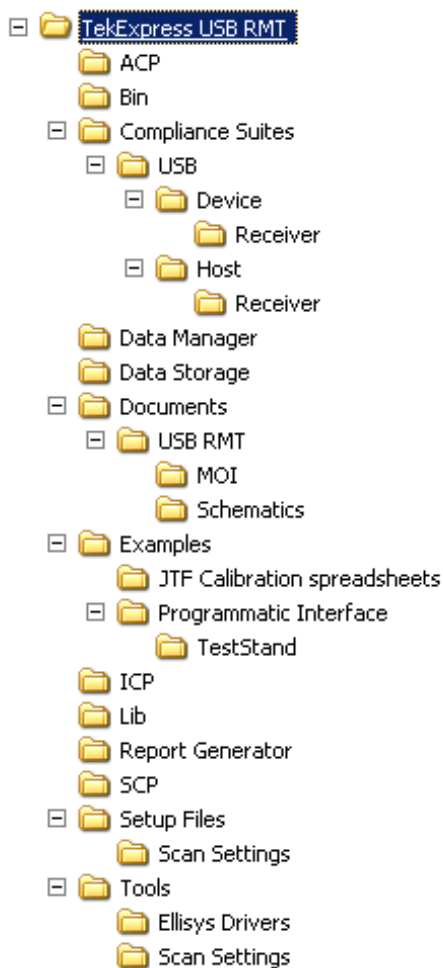 TekExpress USB RMT
ACP
Bin
Compliance Suites
USB
Device
Receiver
Host
Receiver
Data Manager
Data Storage
Documents
USB RMT
MOI
Schematics
Examples
JTF Calibration spreadsheets
Programmatic Interface
TestStand
ICP
Lib
Report Generator
SCP
Setup Files
Scan Settings
Tools
Ellisys Drivers
Scan Settings